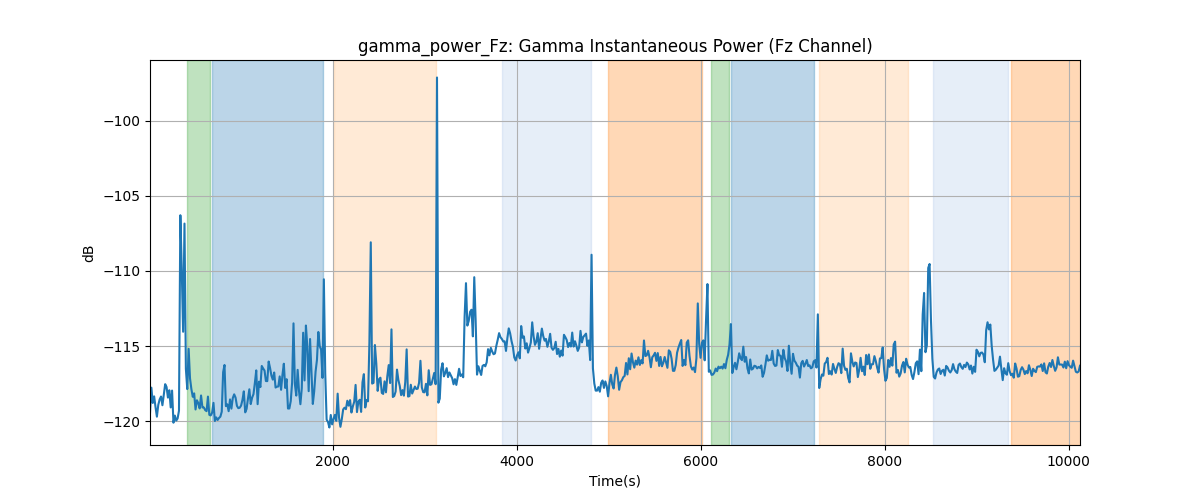 gamma_power_Fz: Gamma Instantaneous Power (Fz Channel)
dB
−100
−105
−110
−115
−120
2000 4000 6000 8000 10000
Time(s)